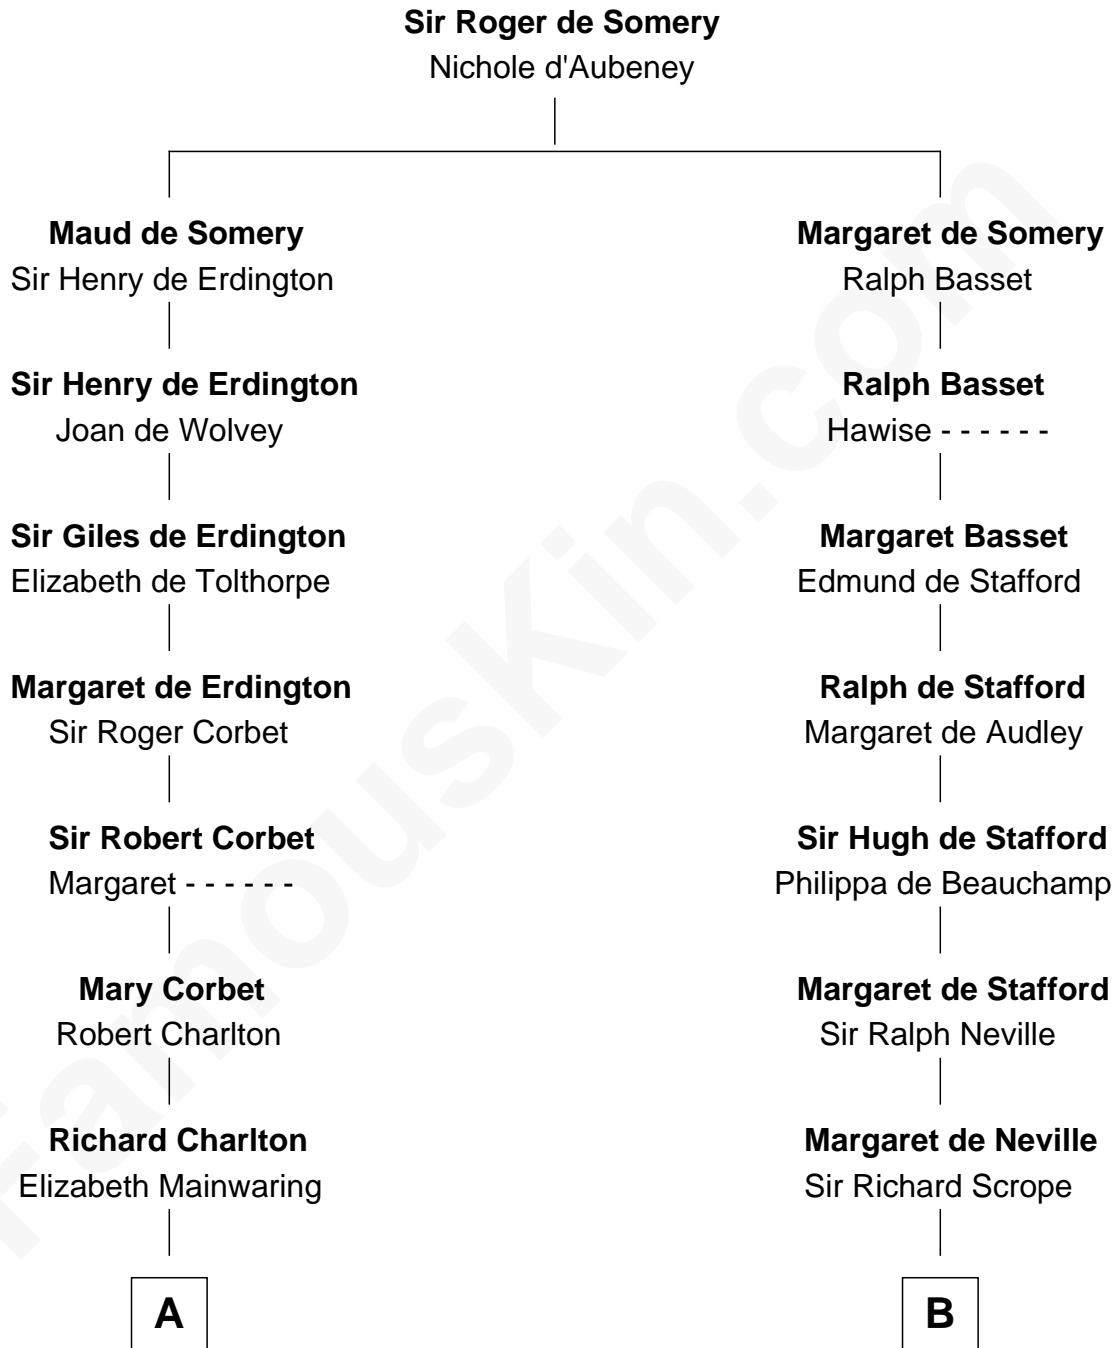 Sir Roger de Somery
Nichole d'Aubeney
Maud de Somery
Sir Henry de Erdington
Margaret de Somery
Ralph Basset
Sir Henry de Erdington
Joan de Wolvey
Ralph Basset
Hawise - - - - - -
Sir Giles de Erdington
Elizabeth de Tolthorpe
Margaret Basset
Edmund de Stafford
Margaret de Erdington
Sir Roger Corbet
Ralph de Stafford
Margaret de Audley
Sir Robert Corbet
Margaret - - - - - -
Sir Hugh de Stafford
Philippa de Beauchamp
Mary Corbet
Robert Charlton
Margaret de Stafford
Sir Ralph Neville
Richard Charlton
Elizabeth Mainwaring
Margaret de Neville
Sir Richard Scrope
A
B
FamousKin.com